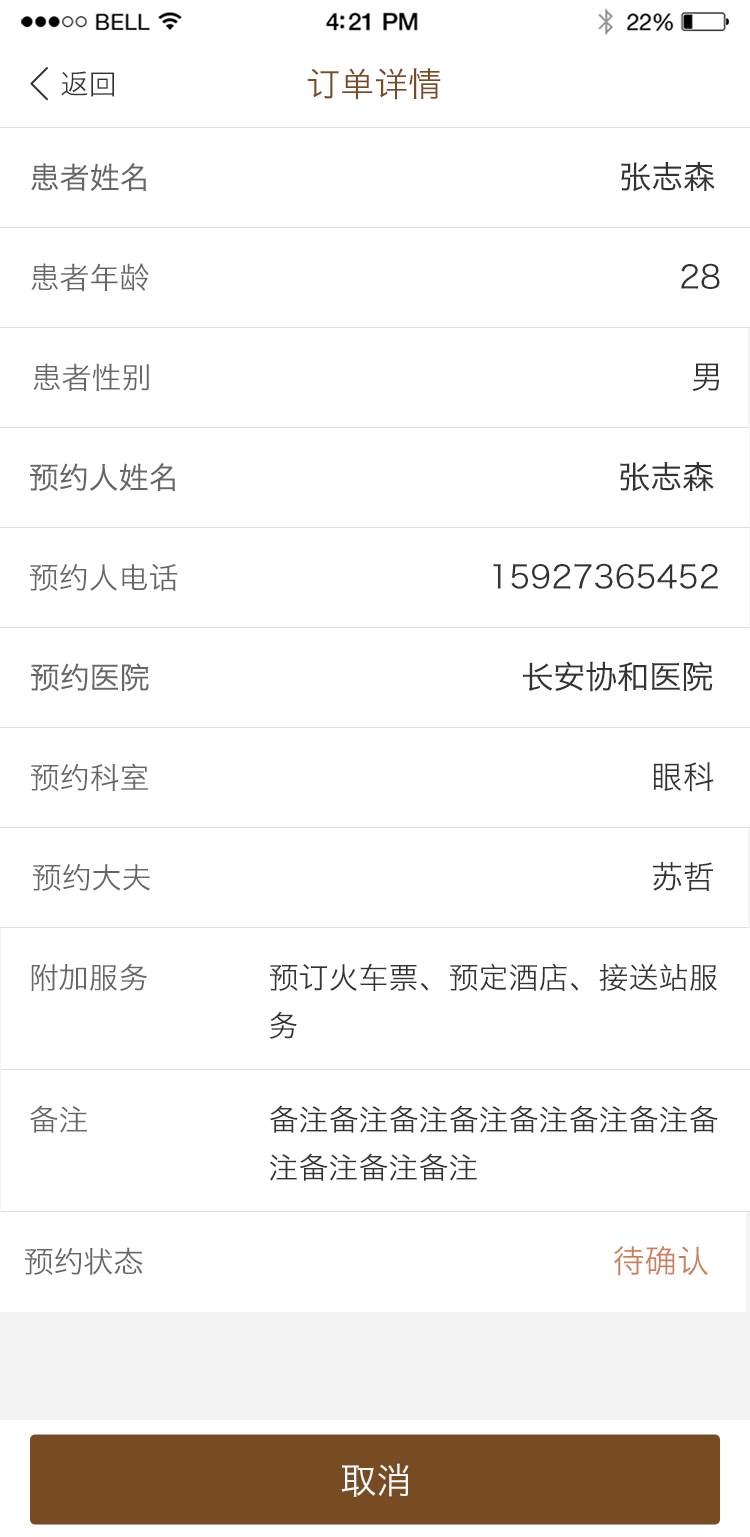 BELL 4:21 PM 22%
返回 订单详情
患者姓名 张志森
患者年龄 28
患者性别 男
预约人姓名 张志森
预约人电话 15927365452
预约医院 长安协和医院
预约科室 眼科
预约大夫 苏哲
附加服务 预订火车票、预定酒店、接送站服
务
备注 备注备注备注备注备注备注备注备
注备注备注备注
预约状态 待确认
取消